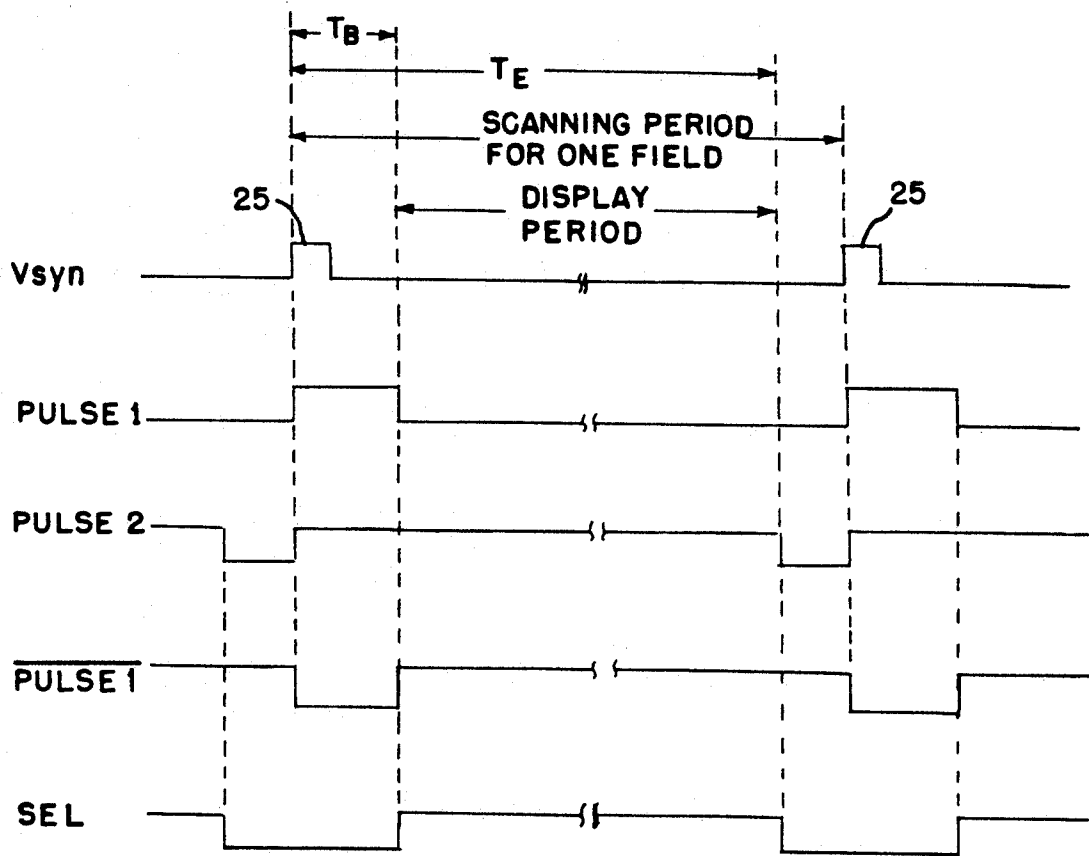 TB
TE
SCANNING PERIOD
FOR ONE FIELD
DISPLAY
PERIOD
25
25
Vsyn
PULSE 1
PULSE 2
PULSE 1
SEL